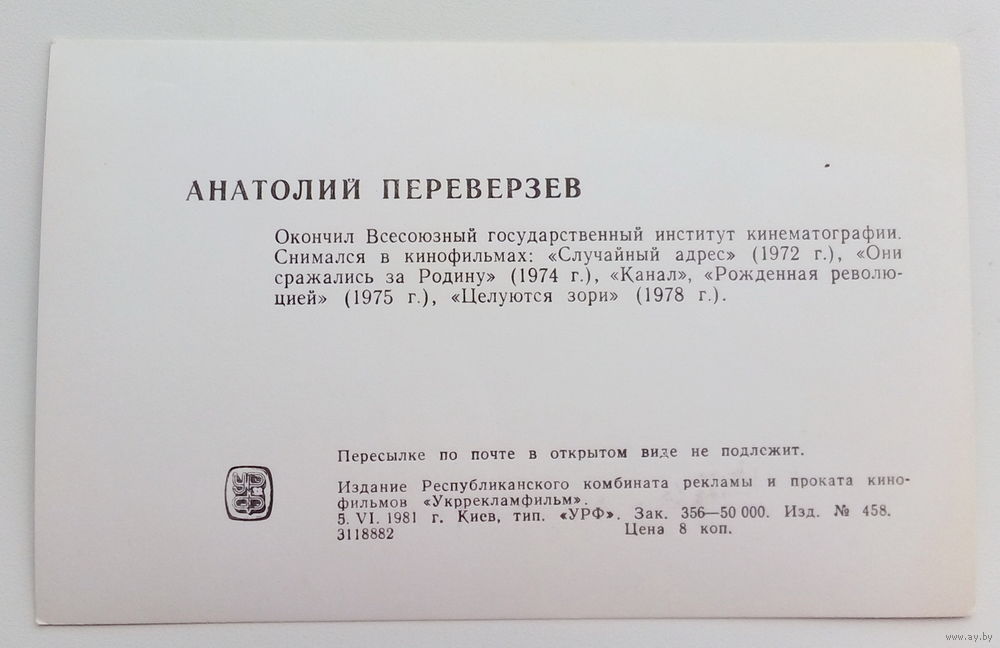 АНАТОЛИЙ ПЕРЕВЕРЗЕВ
Окончил Всесоюзный государственный институт кинематографии.
Снимался в кинофильмах: «Случайный адрес» (1972 г.), «Они
сражались за Родину» (1974 г.), «Канал», «Рожденная револю-
цией» (1975 г.), «Целуются зори» (1978 г.).
Пересылке по почте в открытом виде не подлежит.
Издание Республиканского комбината рекламы и проката кино-
фильмов «Укррекламфильм».
5. VI. 1981 г. Киев, тип. «УРФ». Зак. 356—50 000. Изд. № 458.
3118882 Цена 8 коп.
www.ay.by